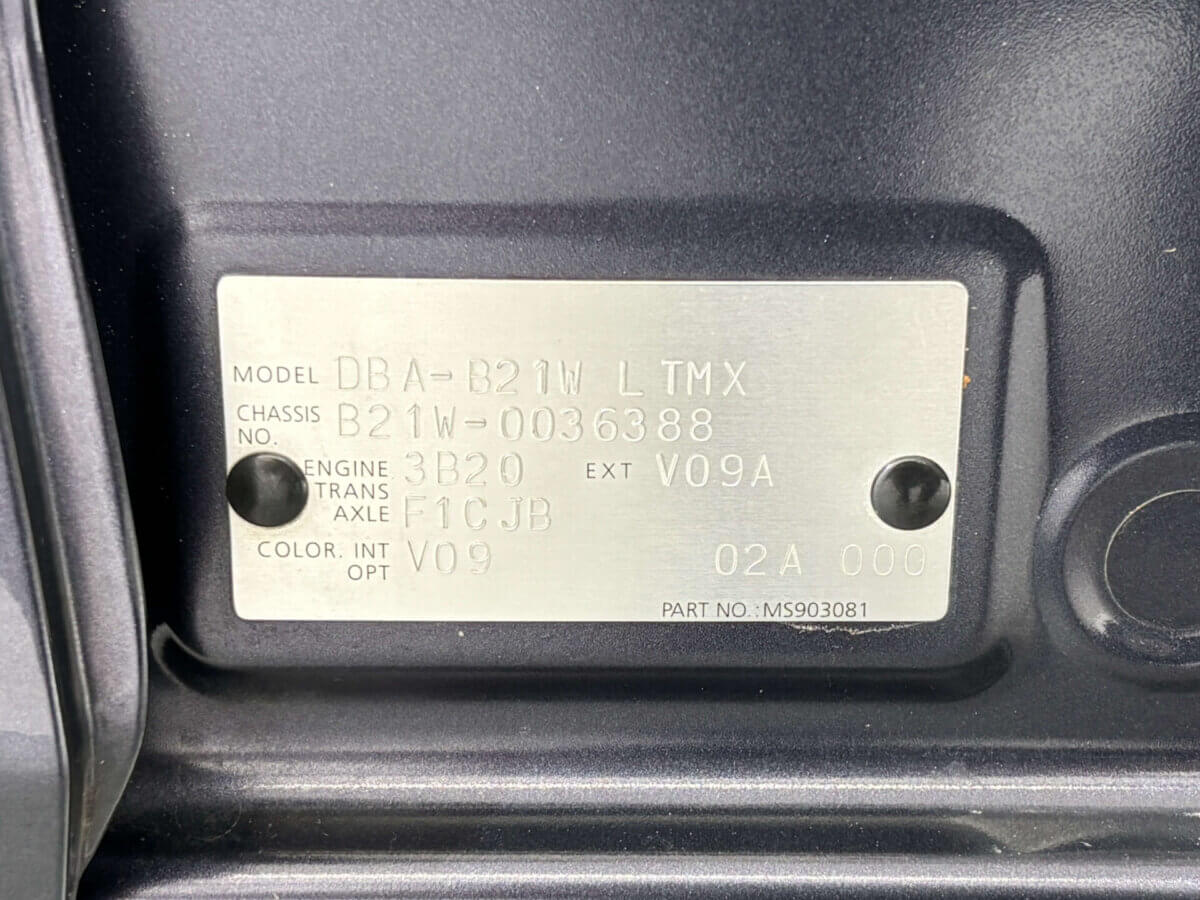 MODEL DBA-B21W LTMX
CHASSIS NO. B21W-0036388
ENGINE 3B20 EXT V09A
TRANS AXLE F1CJB
COLOR. INT OPT V09 02A 000
PART NO.:MS903081